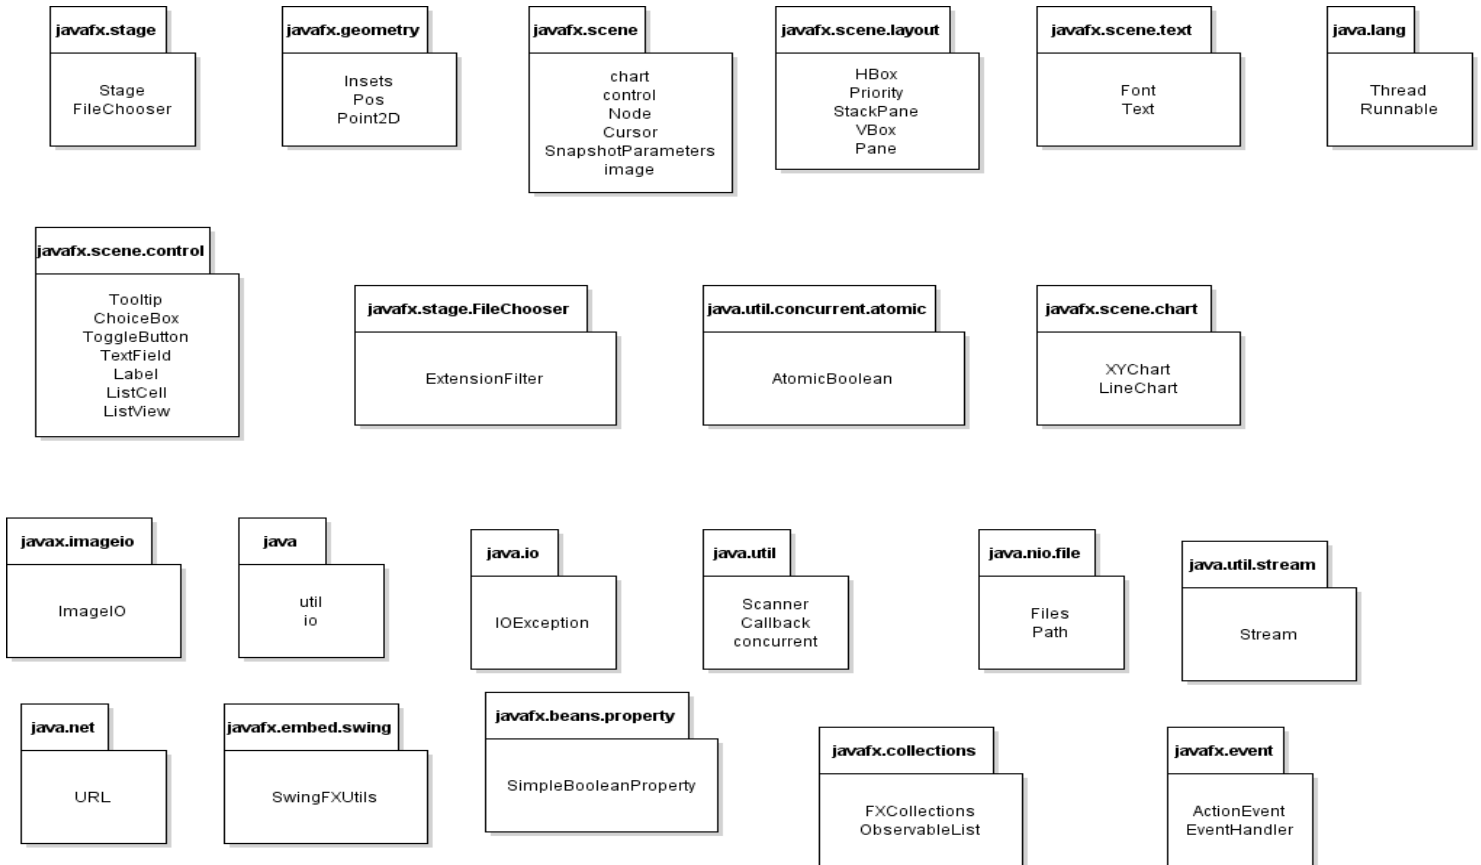 javafx.stage
Stage
FileChooser
javafx.geometry
Insets
Pos
Point2D
javafx.scene
chart
control
Node
Cursor
SnapshotParameters
image
javafx.scene.layout
HBox
Priority
StackPane
VBox
Pane
javafx.scene.text
Font
Text
java.lang
Thread
Runnable
javafx.scene.control
Tooltip
ChoiceBox
ToggleButton
TextField
Label
ListCell
ListView
javafx.stage.FileChooser
ExtensionFilter
java.util.concurrent.atomic
AtomicBoolean
javafx.scene.chart
XYChart
LineChart
javax.imageio
ImageIO
java
util
io
java.io
IOException
java.util
Scanner
Callback
concurrent
java.nio.file
Files
Path
java.util.stream
Stream
java.net
URL
javafx.embed.swing
SwingFXUtils
javafx.beans.property
SimpleBooleanProperty
javafx.collections
FXCollections
ObservableList
javafx.event
ActionEvent
EventHandler